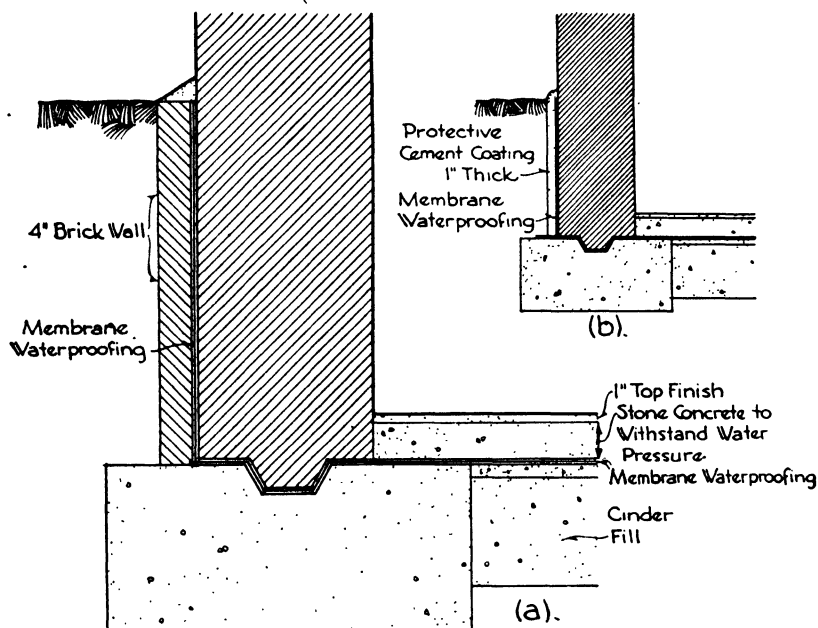 4" Brick Wall
Membrane
Waterproofing
1" Top Finish
Stone Concrete to
Withstand Water
Pressure
Membrane Waterproofing
Cinder
Fill
(a).
Protective
Cement Coating
1" Thick
Membrane
Waterproofing
(b).